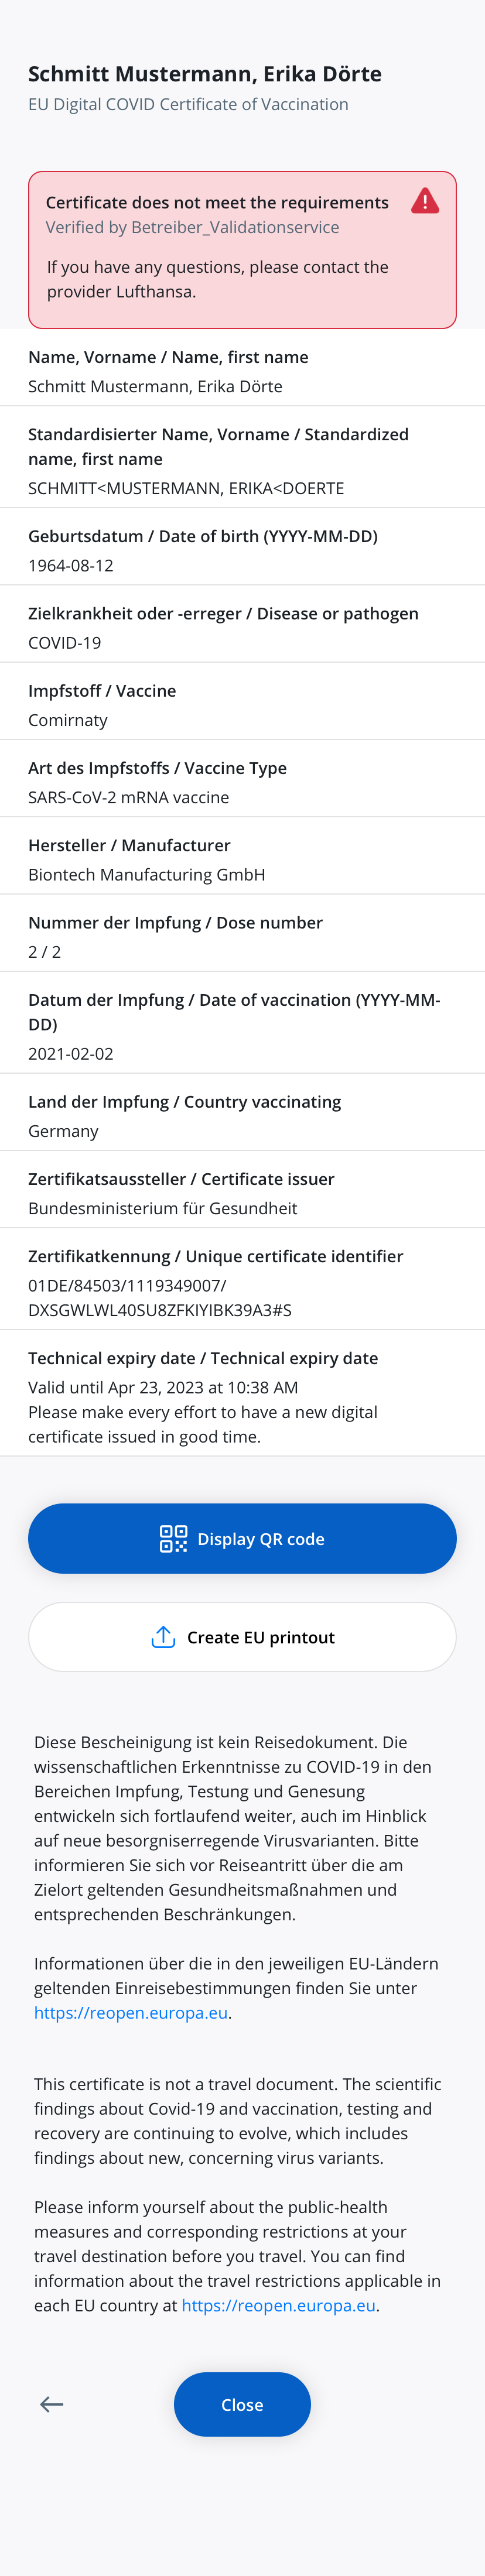 Schmitt Mustermann, Erika Dörte
EU Digital COVID Certificate of Vaccination
Certificate does not meet the requirements
Verified by Betreiber_Validationservice
If you have any questions, please contact the
provider Lufthansa.
Name, Vorname / Name, first name
Schmitt Mustermann, Erika Dörte
Standardisierter Name, Vorname / Standardized
name, first name
SCHMITT<MUSTERMANN, ERIKA<DOERTE
Geburtsdatum / Date of birth (YYYY-MM-DD)
1964-08-12
Zielkrankheit oder -erreger / Disease or pathogen
COVID-19
Impfstoff / Vaccine
Comirnaty
Art des Impfstoffs / Vaccine Type
SARS-CoV-2 mRNA vaccine
Hersteller / Manufacturer
Biontech Manufacturing GmbH
Nummer der Impfung / Dose number
2 / 2
Datum der Impfung / Date of vaccination (YYYY-MM-
DD)
2021-02-02
Land der Impfung / Country vaccinating
Germany
Zertifikatsaussteller / Certificate issuer
Bundesministerium für Gesundheit
Zertifikatkennung / Unique certificate identifier
01DE/84503/1119349007/
DXSGWLWL40SU8ZFKIYIBK39A3#S
Technical expiry date / Technical expiry date
Valid until Apr 23, 2023 at 10:38 AM
Please make every effort to have a new digital
certificate issued in good time.
Display QR code
Create EU printout
Diese Bescheinigung ist kein Reisedokument. Die
wissenschaftlichen Erkenntnisse zu COVID-19 in den
Bereichen Impfung, Testung und Genesung
entwickeln sich fortlaufend weiter, auch im Hinblick
auf neue besorgniserregende Virusvarianten. Bitte
informieren Sie sich vor Reiseantritt über die am
Zielort geltenden Gesundheitsmaßnahmen und
entsprechenden Beschränkungen.
Informationen über die in den jeweiligen EU-Ländern
geltenden Einreisebestimmungen finden Sie unter
https://reopen.europa.eu.
This certificate is not a travel document. The scientific
findings about Covid-19 and vaccination, testing and
recovery are continuing to evolve, which includes
findings about new, concerning virus variants.
Please inform yourself about the public-health
measures and corresponding restrictions at your
travel destination before you travel. You can find
information about the travel restrictions applicable in
each EU country at https://reopen.europa.eu.
Close